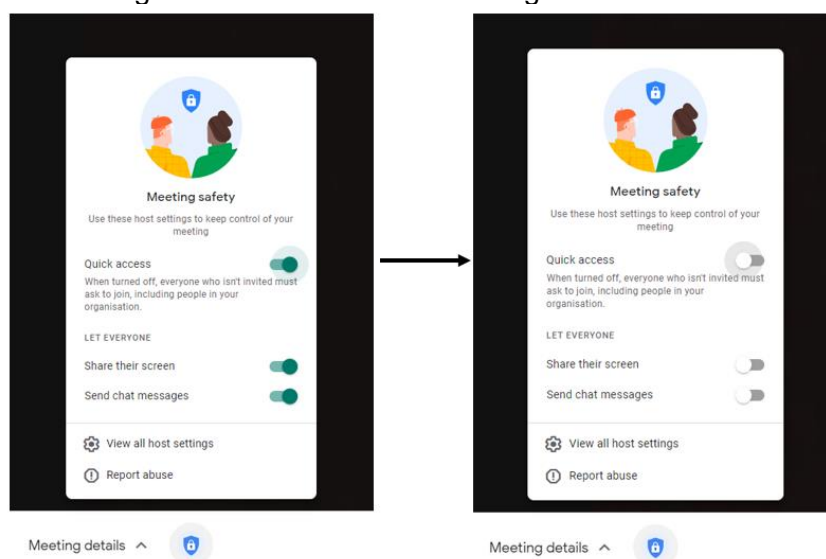 Meeting safety
Use these host settings to keep control of your
meeting
Quick access
When turned off, everyone who isn't invited must
ask to join, including people in your
organisation.
LET EVERYONE
Share their screen
Send chat messages
View all host settings
Report abuse
Meeting details
Meeting safety
Use these host settings to keep control of your
meeting
Quick access
When turned off, everyone who isn't invited must
ask to join, including people in your
organisation.
LET EVERYONE
Share their screen
Send chat messages
View all host settings
Report abuse
Meeting details